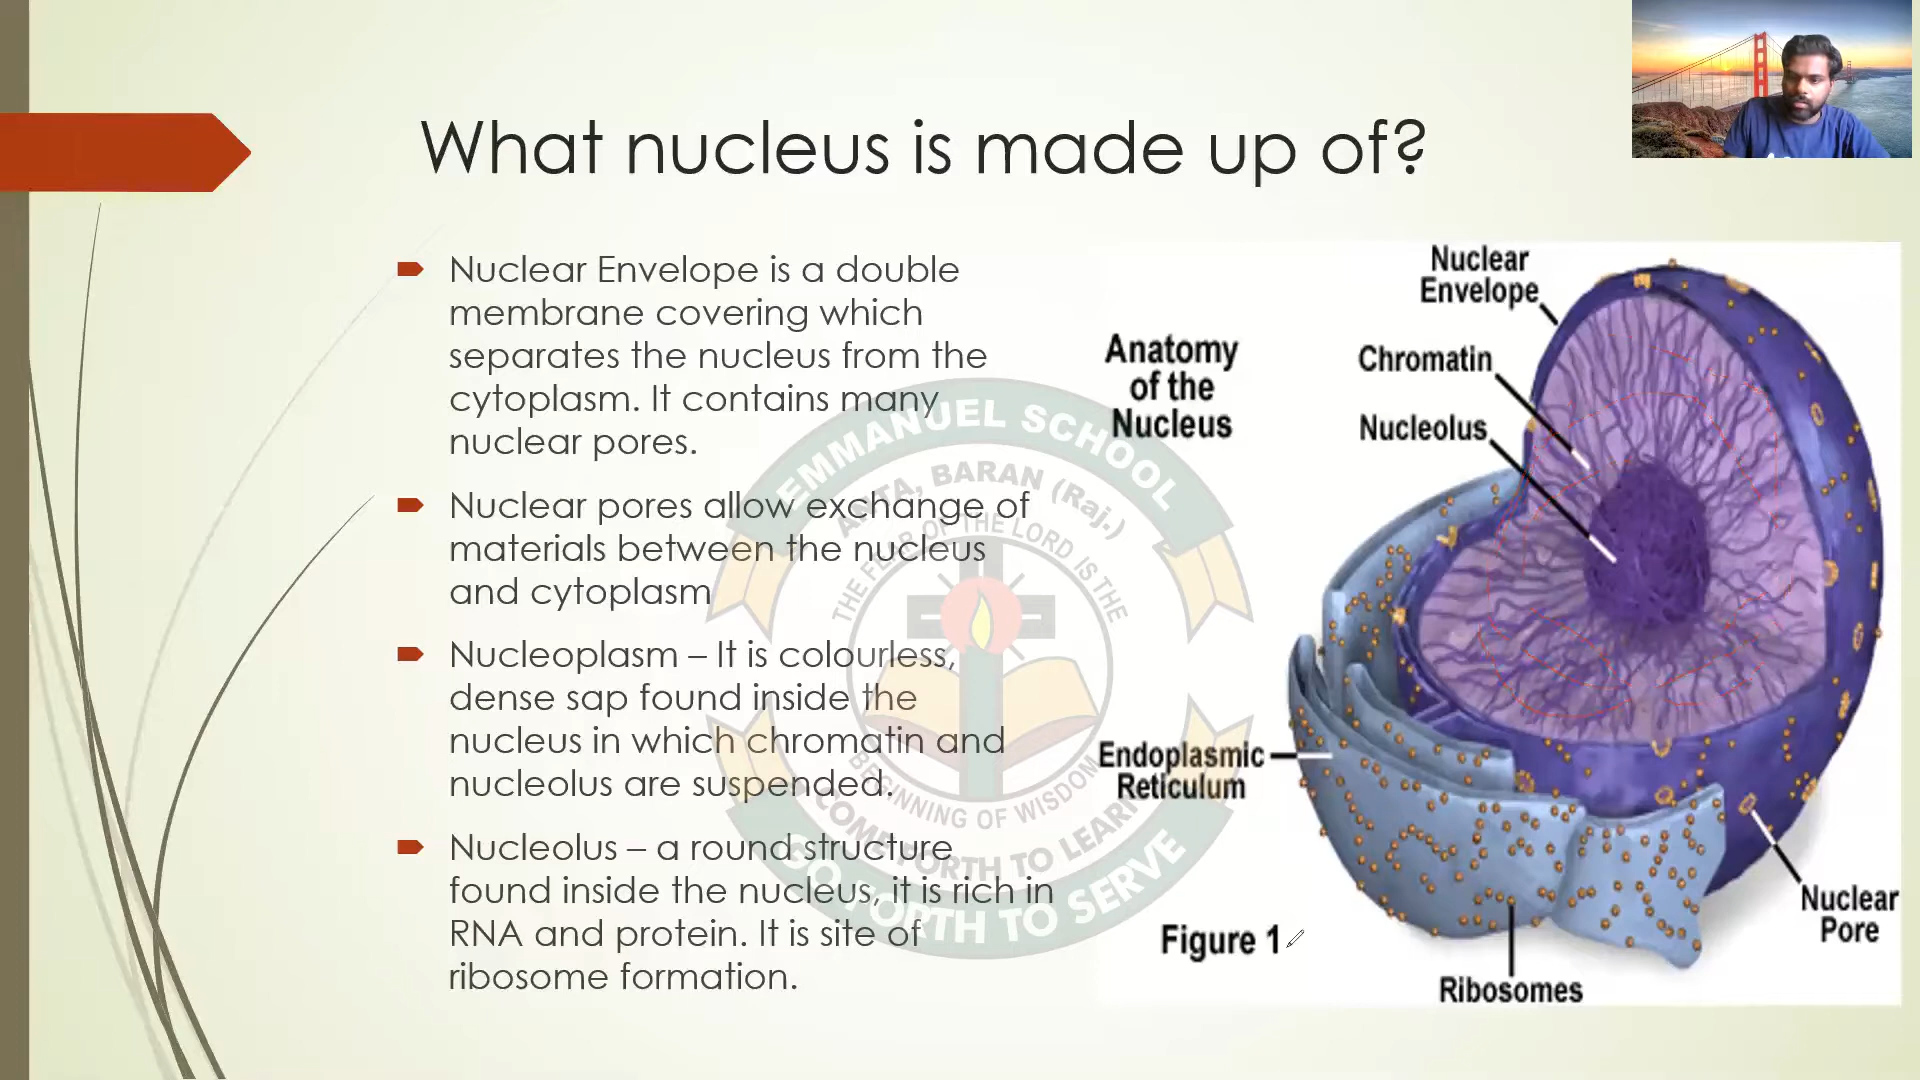 What nucleus is made up of?
Nuclear Envelope is a double
membrane covering which
separates the nucleus from the
cytoplasm. It contains many
nuclear pores.
Nuclear pores allow exchange of
materials between the nucleus
and cytoplasm
Nucleoplasm – It is colourless,
dense sap found inside the
nucleus in which chromatin and
nucleolus are suspended.
Nucleolus – a round structure
found inside the nucleus, it is rich in
RNA and protein. It is site of
ribosome formation.
Anatomy
of the
Nucleus
Nuclear
Envelope
Chromatin
Nucleolus
Endoplasmic
Reticulum
Nuclear
Pore
Figure 1
Ribosomes
EMMANUEL SCHOOL
ANTA, BARAN (Raj.)
THE FEAR OF THE LORD IS THE
BEGINNING OF WISDOM
COME FORTH TO LEARN
GO FORTH TO SERVE